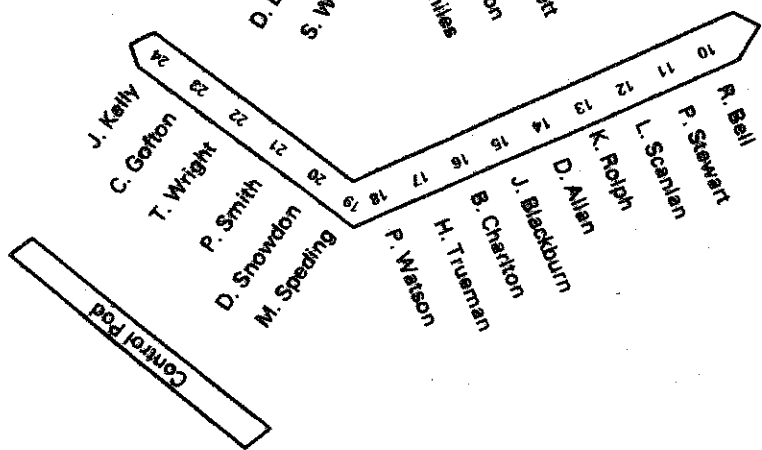 J. Kelly
C. Gofton
T. Wright
P. Smith
D. Snowdon
M. Speding
P. Watson
H. Trueman
B. Charlton
J. Blackburn
D. Allan
K. Rolph
L. Scanlan
P. Stewart
R. Bell
24
23
22
21
20
19
18
17
16
15
14
13
12
11
10
Control Pod